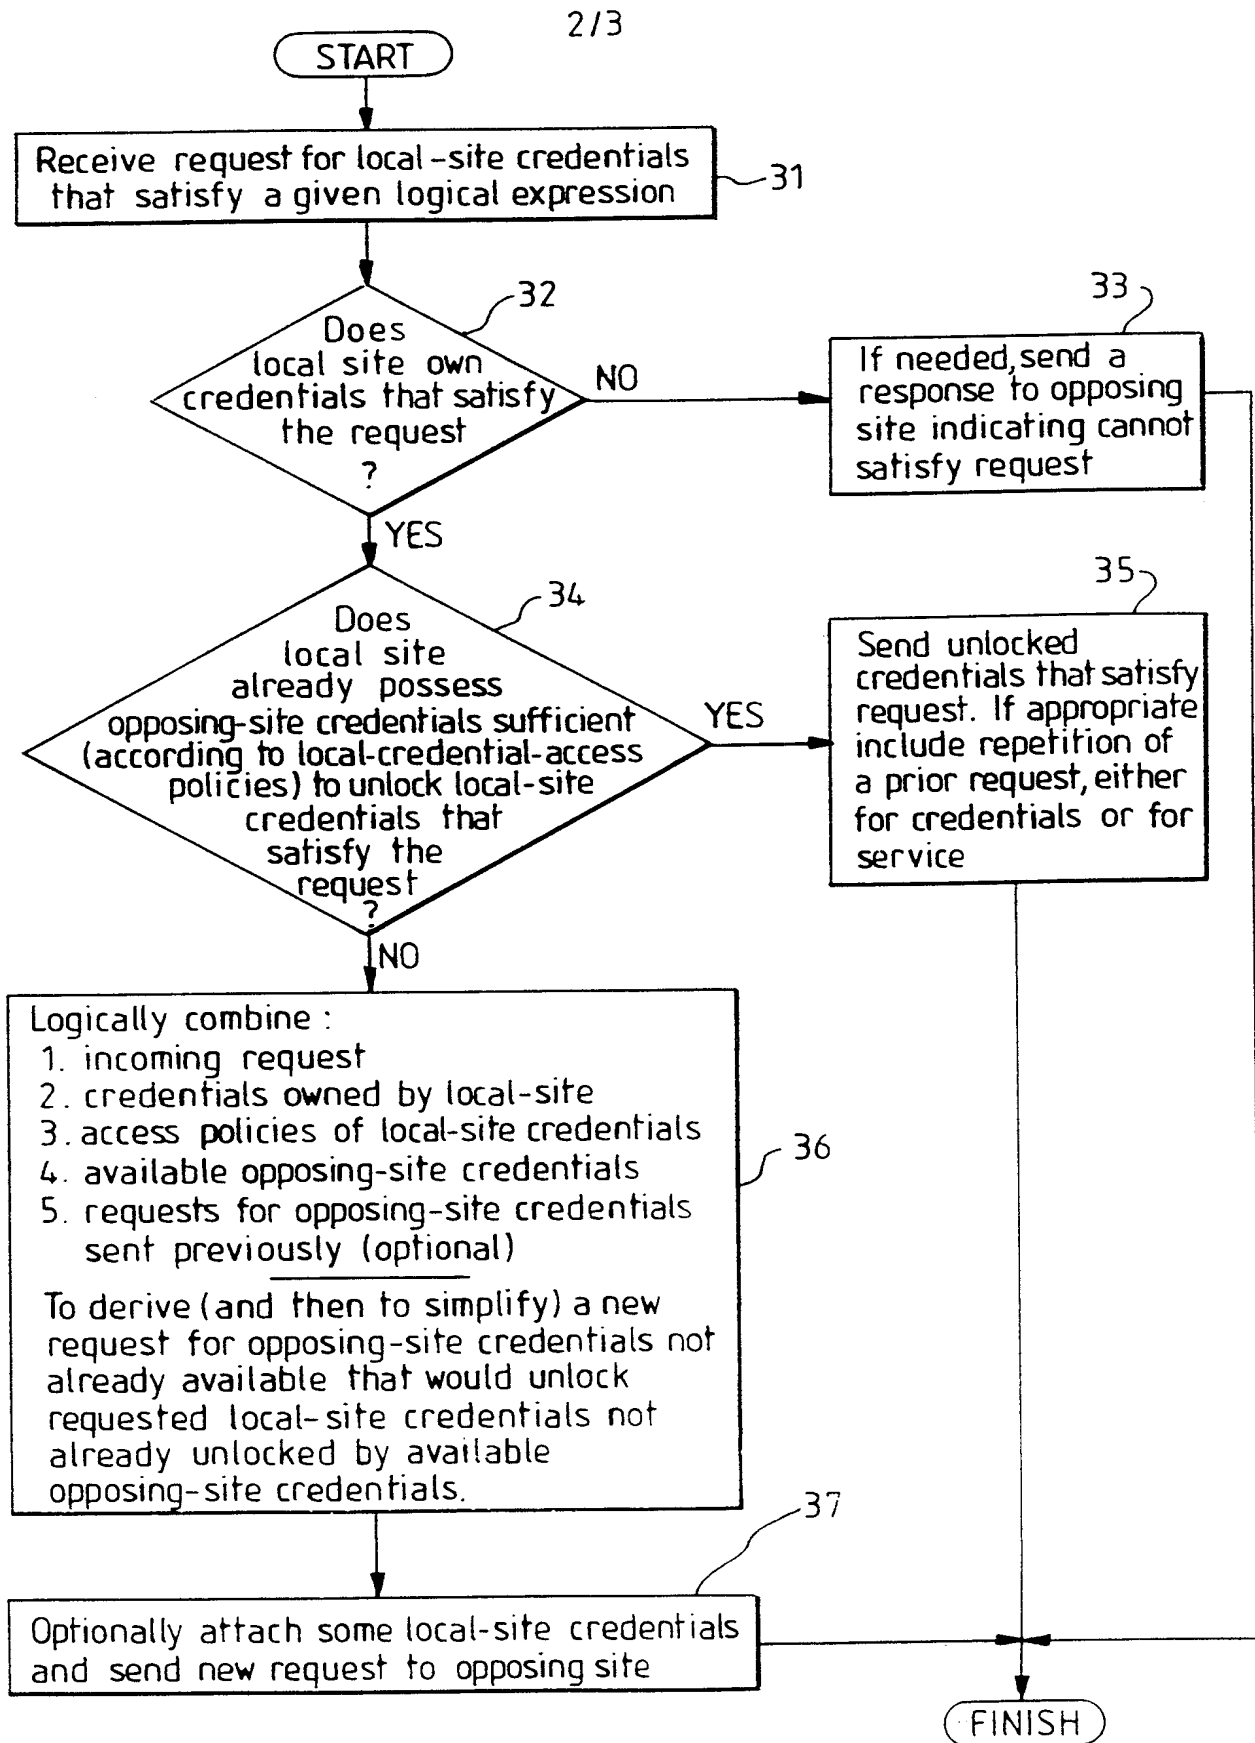 2/3
START
Receive request for local-site credentials
that satisfy a given logical expression
31
32
Does
local site own
credentials that satisfy
the request
?
NO
33
If needed, send a
response to opposing
site indicating cannot
satisfy request
YES
34
Does
local site
already possess
opposing-site credentials sufficient
(according to local-credential-access
policies) to unlock local-site
credentials that
satisfy the
request
?
YES
35
Send unlocked
credentials that satisfy
request. If appropriate
include repetition of
a prior request, either
for credentials or for
service
NO
Logically combine :
1. incoming request
2. credentials owned by local-site
3. access policies of local-site credentials
4. available opposing-site credentials
5. requests for opposing-site credentials
sent previously (optional)
To derive (and then to simplify) a new
request for opposing-site credentials not
already available that would unlock
requested local-site credentials not
already unlocked by available
opposing-site credentials.
36
37
Optionally attach some local-site credentials
and send new request to opposing site
FINISH